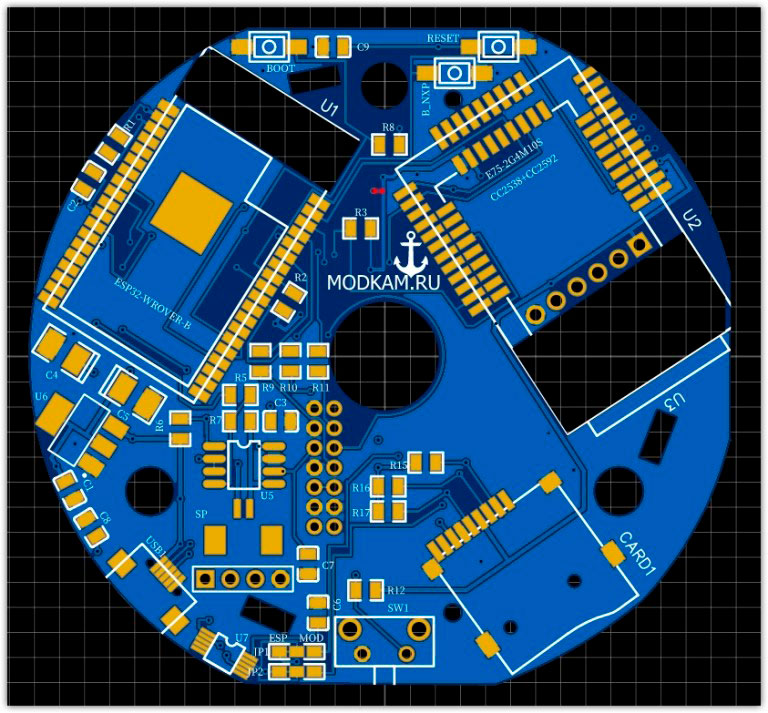 RESET
C9
BOOT
U1
B_NXP
R1
R8
E75-2G4M10S
CC2538+CC2592
C2
R3
U2
MODKAM.RU
R2
ESP32-WROVER-B
C4
R5
R9 R10 R11
U6
C5
C3
U3
R6
R7
R15
C1
U5
R16
SP
R17
C8
USB1
CARD1
C7
R12
C6
SW1
U7
ESP MOD
JP1
JP2